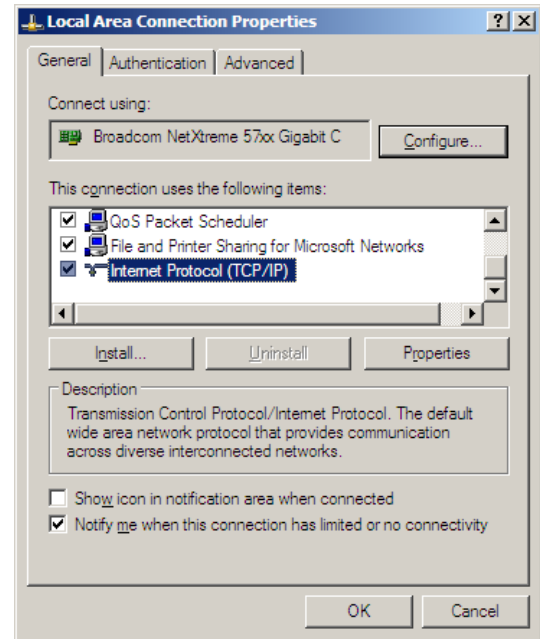 Local Area Connection Properties
General Authentication Advanced
Connect using:
Broadcom NetXtreme 57xx Gigabit C Configure...
This connection uses the following items:
QoS Packet Scheduler
File and Printer Sharing for Microsoft Networks
Internet Protocol (TCP/IP)
Install... Uninstall Properties
Description
Transmission Control Protocol/Internet Protocol. The default
wide area network protocol that provides communication
across diverse interconnected networks.
Show icon in notification area when connected
Notify me when this connection has limited or no connectivity
OK Cancel